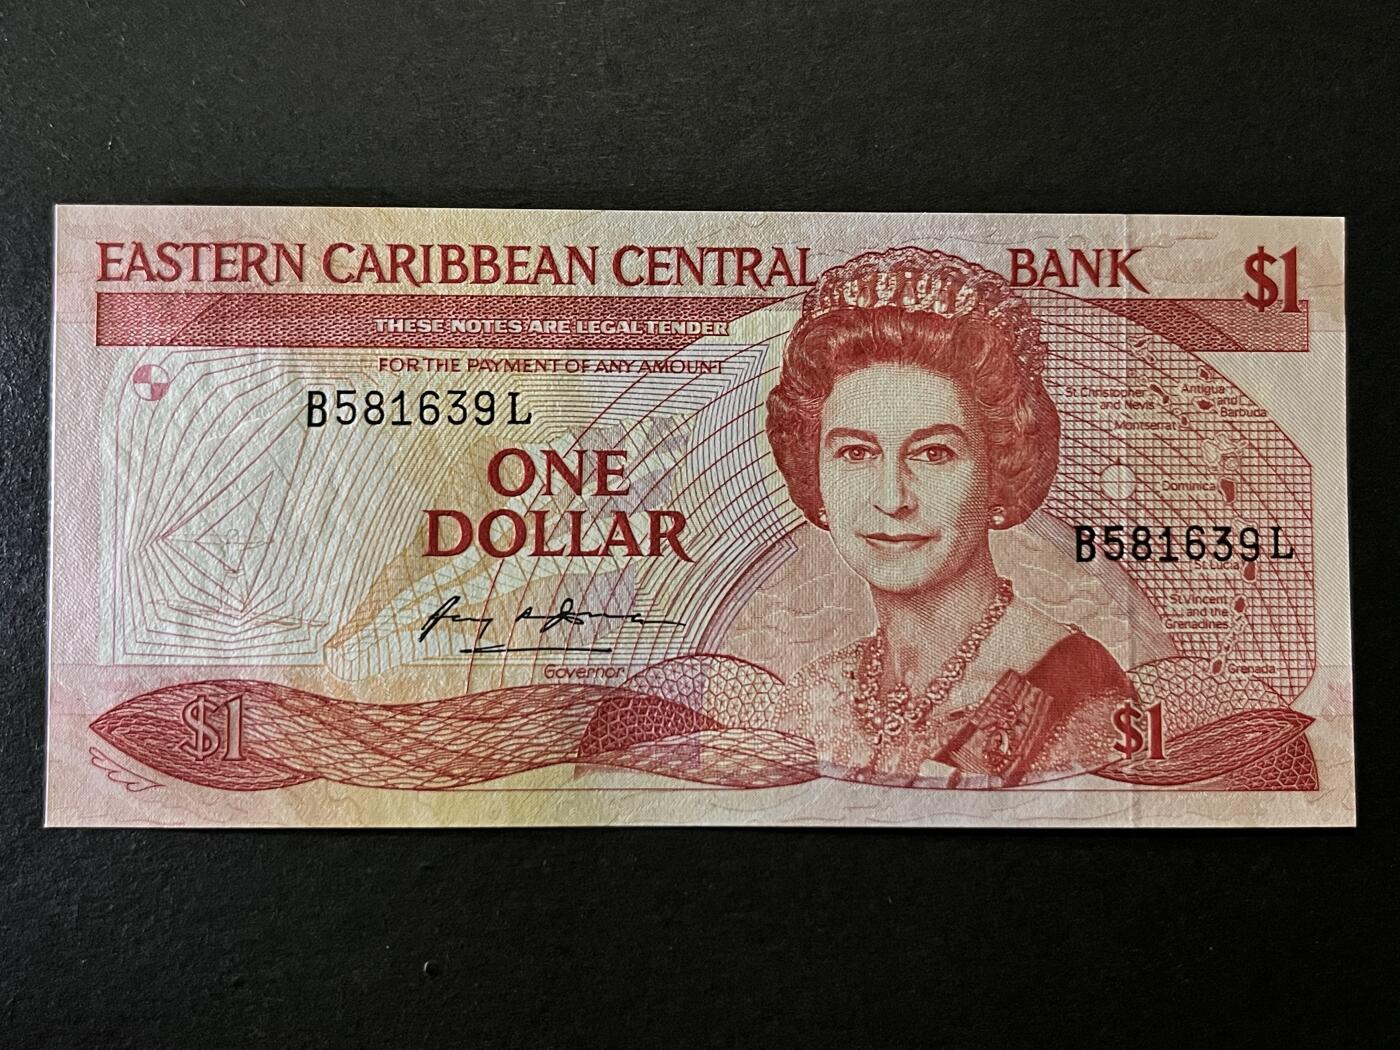 EASTERN CARIBBEAN CENTRAL BANK $1
THESE NOTES ARE LEGAL TENDER
FOR THE PAYMENT OF ANY AMOUNT
B581639L
ONE
DOLLAR
Governor
$1
St.Christopher
and Nevis
Antigua
and
Barbuda
Montserrat
Dominica
B581639L
St.Lucia
St.Vincent
and the
Grenadines
Grenada
$1